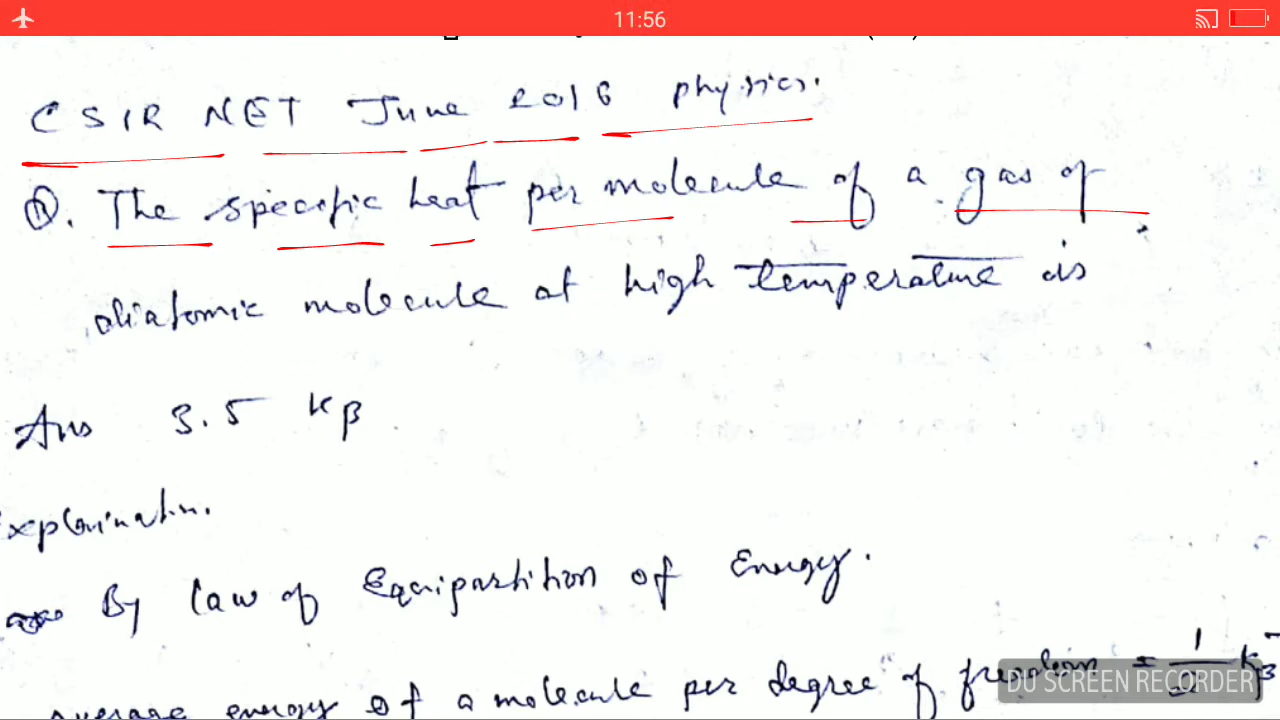 11:56
CSIR NET June 2016 physics.
Q. The specific heat per molecule of a gas of
diatomic molecule at high temperature is
Ans 3.5 kβ
Explanation.
By law of Equipartition of Energy.
average energy of a molecule per degree of freedom = 1/2 kβ
DU SCREEN RECORDER